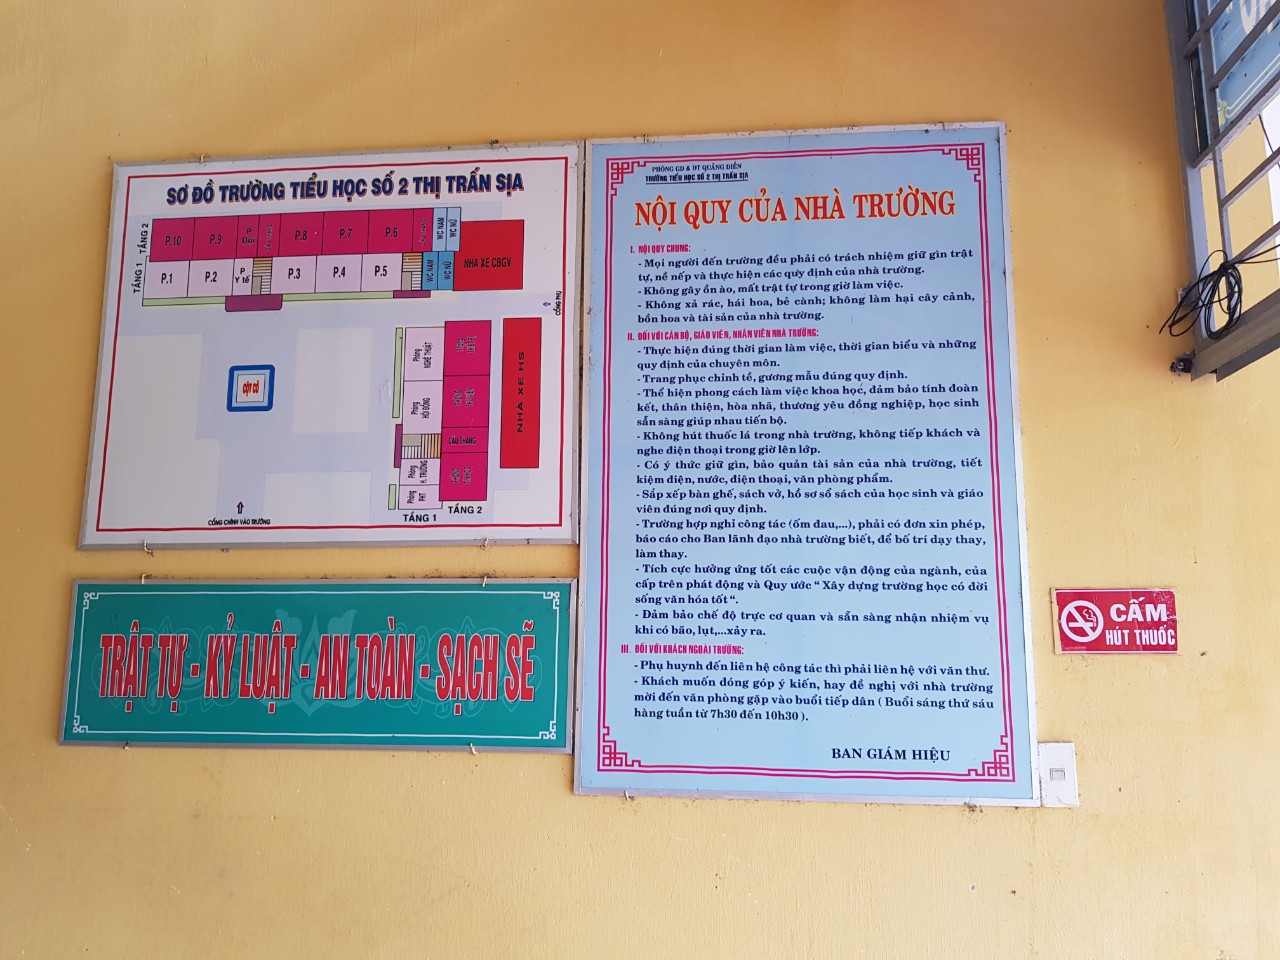 SƠ ĐỒ TRƯỜNG TIỂU HỌC SỐ 2 THỊ TRẤN SỊA
TẦNG 2
P.10
P.9
P
P.8
P.7
P.6
WC NAM
WC NỮ
TẦNG 1
P.1
P.2
P
Y tế
P.3
P.4
P.5
WC NAM
WC NỮ
NHÀ XE CBGV
CỔNG PHỤ
Phòng
NGHỆ THUẬT
Phòng
HỘI ĐỒNG
CẦU THANG
Phòng
H. TRƯỞNG
Phòng
PHT
NHÀ XE HS
CỘT CỜ
TẦNG 1
TẦNG 2
CỔNG CHÍNH VÀO TRƯỜNG
TRẬT TỰ - KỶ LUẬT - AN TOÀN - SẠCH SẼ
PHÒNG GD & ĐT QUẢNG ĐIỀN
TRƯỜNG TIỂU HỌC SỐ 2 THỊ TRẤN SỊA
NỘI QUY CỦA NHÀ TRƯỜNG
I. NỘI QUY CHUNG:
- Mọi người đến trường đều phải có trách nhiệm giữ gìn trật
tự, nề nếp và thực hiện các quy định của nhà trường.
- Không gây ồn ào, mất trật tự trong giờ làm việc.
- Không xả rác, hái hoa, bẻ cành; không làm hại cây cảnh,
bồn hoa và tài sản của nhà trường.
II. ĐỐI VỚI CÁN BỘ, GIÁO VIÊN, NHÂN VIÊN NHÀ TRƯỜNG:
- Thực hiện đúng thời gian làm việc, thời gian biểu và những
quy định của chuyên môn.
- Trang phục chỉnh tề, gương mẫu đúng quy định.
- Thể hiện phong cách làm việc khoa học, đảm bảo tính đoàn
kết, thân thiện, hòa nhã, thương yêu đồng nghiệp, học sinh
sẵn sàng giúp nhau tiến bộ.
- Không hút thuốc lá trong nhà trường, không tiếp khách và
nghe điện thoại trong giờ lên lớp.
- Có ý thức giữ gìn, bảo quản tài sản của nhà trường, tiết
kiệm điện, nước, điện thoại, văn phòng phẩm.
- Sắp xếp bàn ghế, sách vở, hồ sơ sổ sách của học sinh và giáo
viên đúng nơi quy định.
- Trường hợp nghỉ công tác (ốm đau,...), phải có đơn xin phép,
báo cáo cho Ban lãnh đạo nhà trường biết, để bố trí dạy thay,
làm thay.
- Tích cực hưởng ứng tốt các cuộc vận động của ngành, của
cấp trên phát động và Quy ước “ Xây dựng trường học có đời
sống văn hóa tốt “.
- Đảm bảo chế độ trực cơ quan và sẵn sàng nhận nhiệm vụ
khi có bão, lụt,...xảy ra.
III. ĐỐI VỚI KHÁCH NGOÀI TRƯỜNG:
- Phụ huynh đến liên hệ công tác thì phải liên hệ với văn thư.
- Khách muốn đóng góp ý kiến, hay đề nghị với nhà trường
mời đến văn phòng gặp vào buổi tiếp dân ( Buổi sáng thứ sáu
hàng tuần từ 7h30 đến 10h30 ).
BAN GIÁM HIỆU
CẤM
HÚT THUỐC